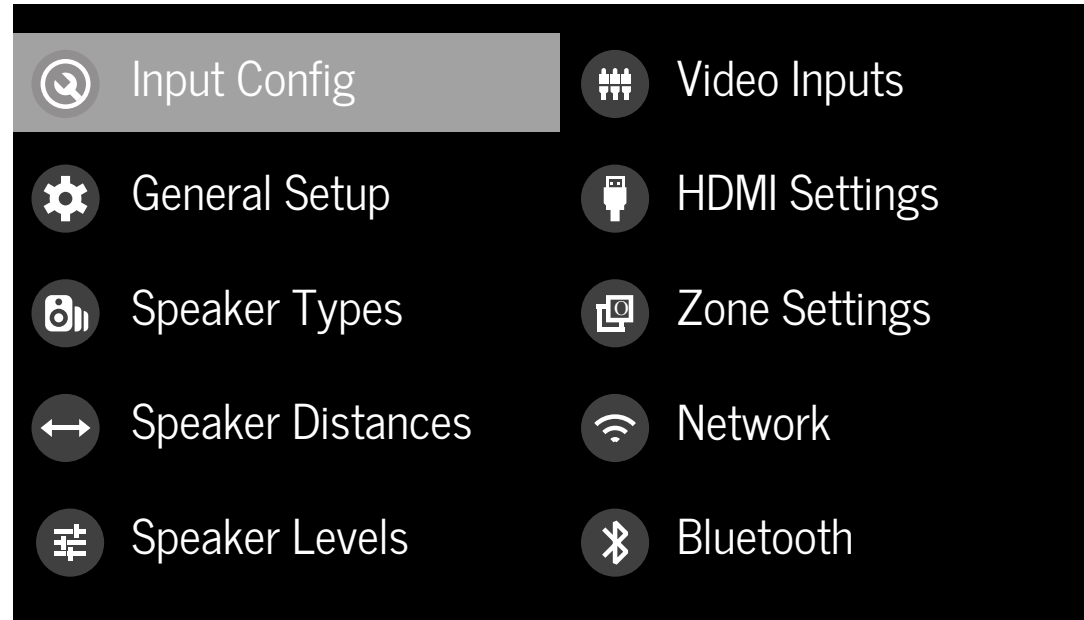 Input Config
General Setup
Speaker Types
Speaker Distances
Speaker Levels
Video Inputs
HDMI Settings
O
Zone Settings
Network
Bluetooth